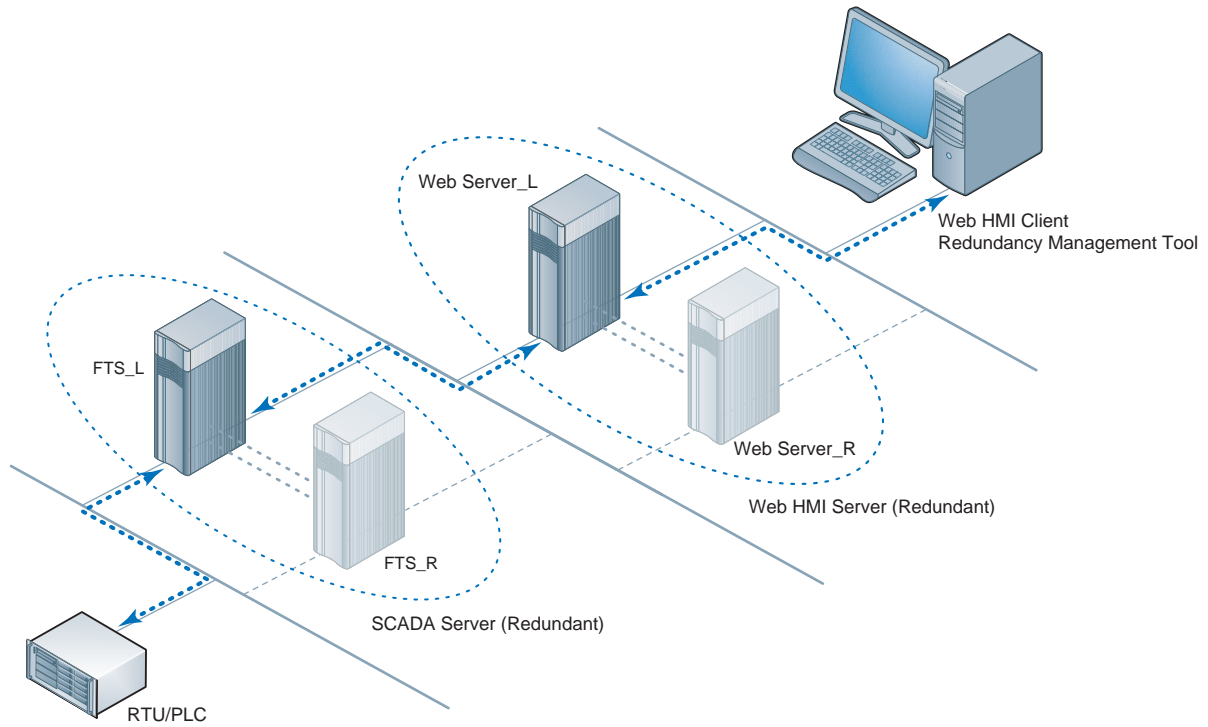 Web Server_L
Web HMI Client
Redundancy Management Tool
FTS_L
Web Server_R
Web HMI Server (Redundant)
FTS_R
SCADA Server (Redundant)
RTU/PLC